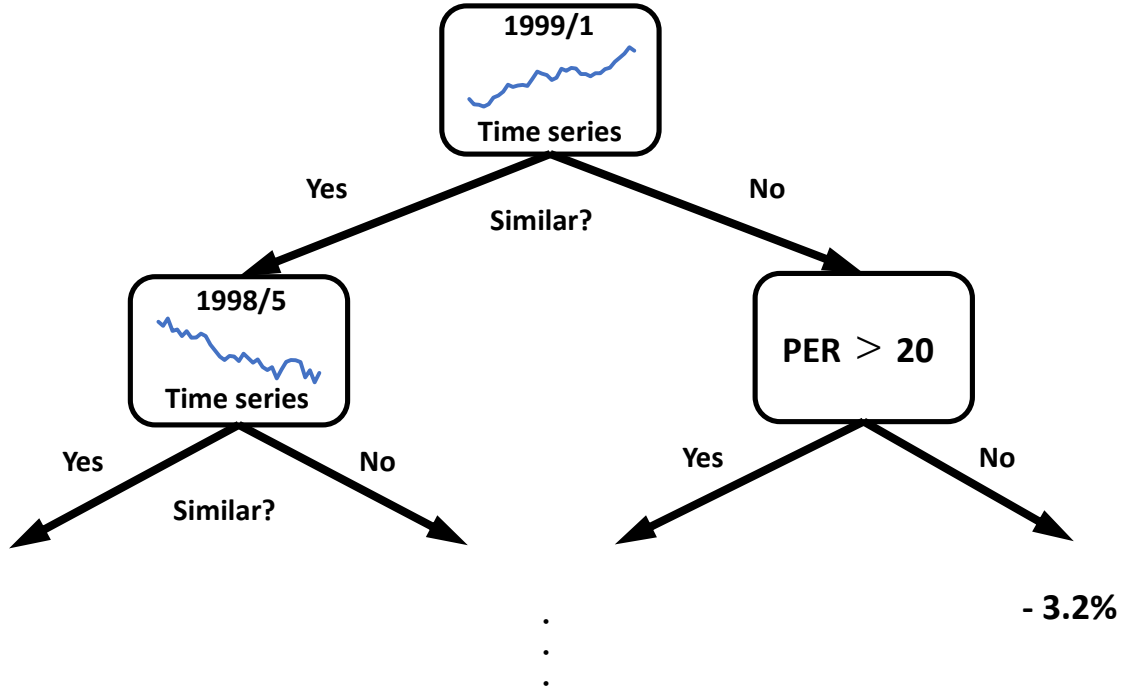 1999/1
Time series
Yes
No
Similar?
1998/5
Time series
PER > 20
Yes
No
Yes
No
Similar?
- 3.2%
.
.
.